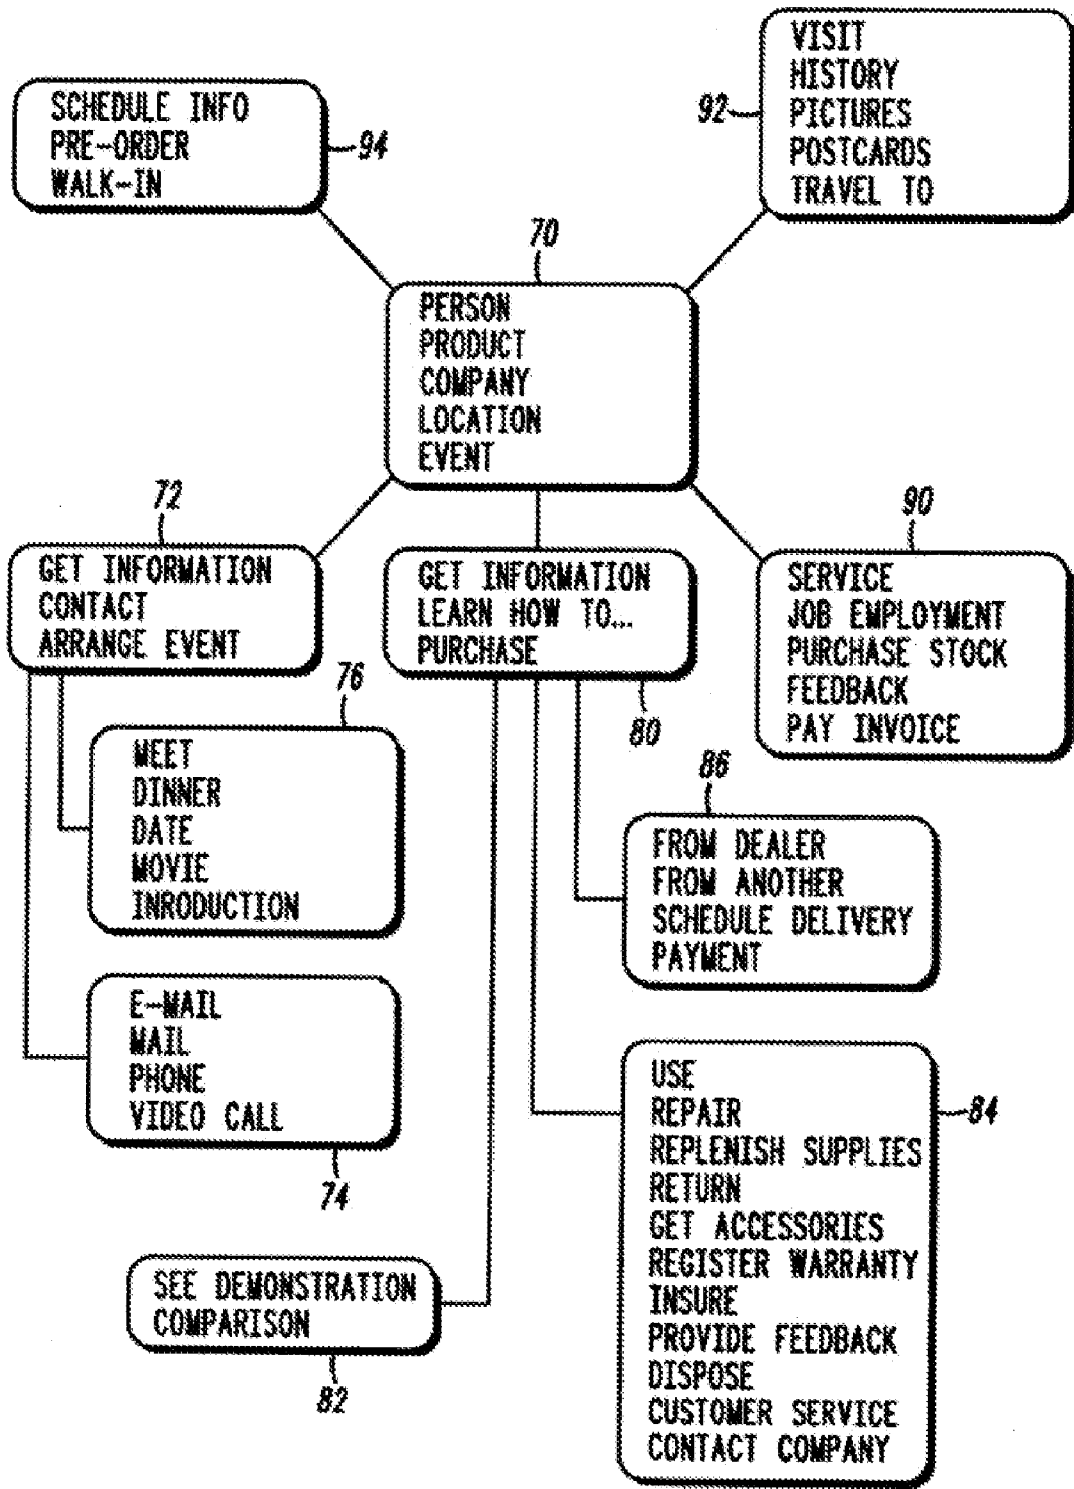 VISIT
HISTORY
PICTURES
POSTCARDS
TRAVEL TO
92
SCHEDULE INFO
PRE-ORDER
WALK-IN
94
70
PERSON
PRODUCT
COMPANY
LOCATION
EVENT
72
GET INFORMATION
CONTACT
ARRANGE EVENT
GET INFORMATION
LEARN HOW TO...
PURCHASE
80
90
SERVICE
JOB EMPLOYMENT
PURCHASE STOCK
FEEDBACK
PAY INVOICE
76
MEET
DINNER
DATE
MOVIE
INRODUCTION
86
FROM DEALER
FROM ANOTHER
SCHEDULE DELIVERY
PAYMENT
E-MAIL
MAIL
PHONE
VIDEO CALL
74
USE
REPAIR
REPLENISH SUPPLIES
RETURN
GET ACCESSORIES
REGISTER WARRANTY
INSURE
PROVIDE FEEDBACK
DISPOSE
CUSTOMER SERVICE
CONTACT COMPANY
84
SEE DEMONSTRATION
COMPARISON
82